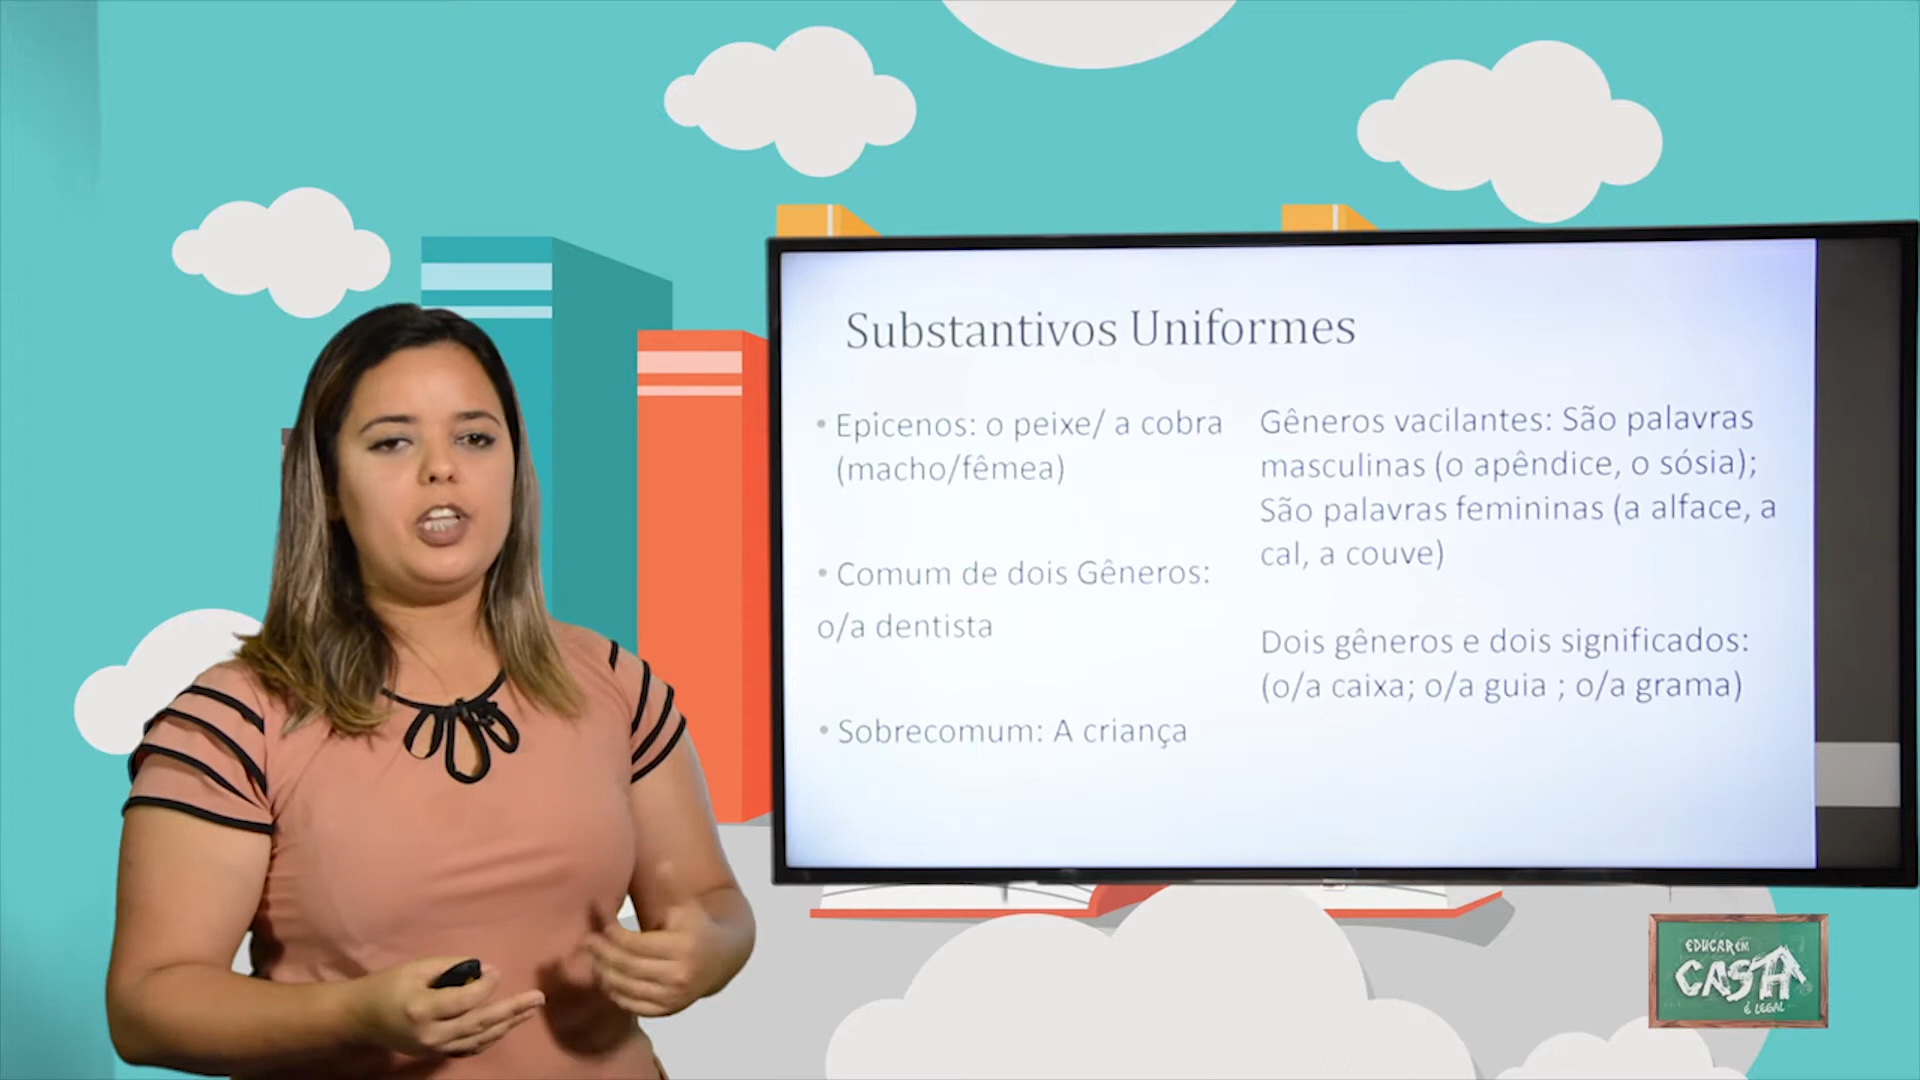 Substantivos Uniformes
• Epicenos: o peixe/ a cobra
(macho/fêmea)
• Comum de dois Gêneros:
o/a dentista
• Sobrecomum: A criança
Gêneros vacilantes: São palavras
masculinas (o apêndice, o sósia);
São palavras femininas (a alface, a
cal, a couve)
Dois gêneros e dois significados:
(o/a caixa; o/a guia ; o/a grama)
EDUCAR EM
CASA
É LEGAL